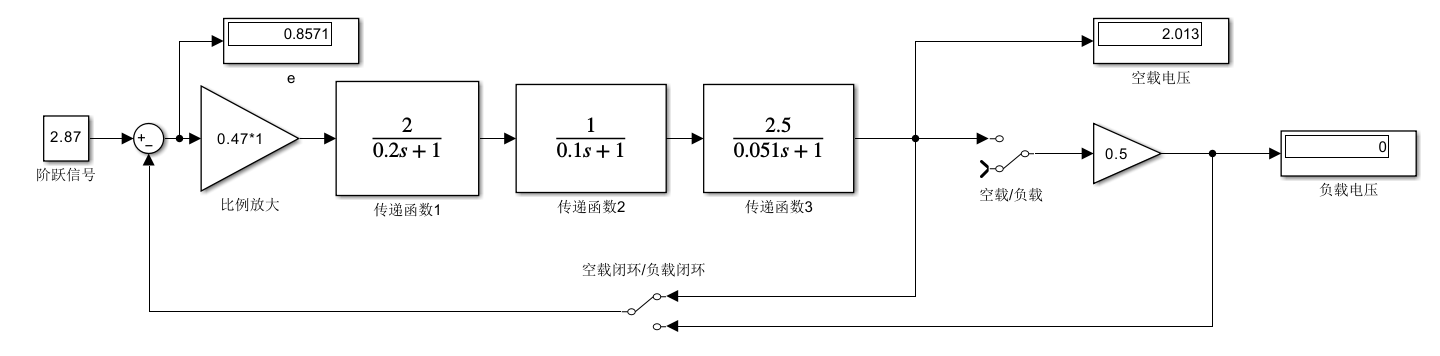 0.8571
e
2.013
空载电压
2.87
阶跃信号
+
−
0.47*1
比例放大
2
0.2s + 1
传递函数1
1
0.1s + 1
传递函数2
2.5
0.051s + 1
传递函数3
空载/负载
0.5
0
负载电压
空载闭环/负载闭环